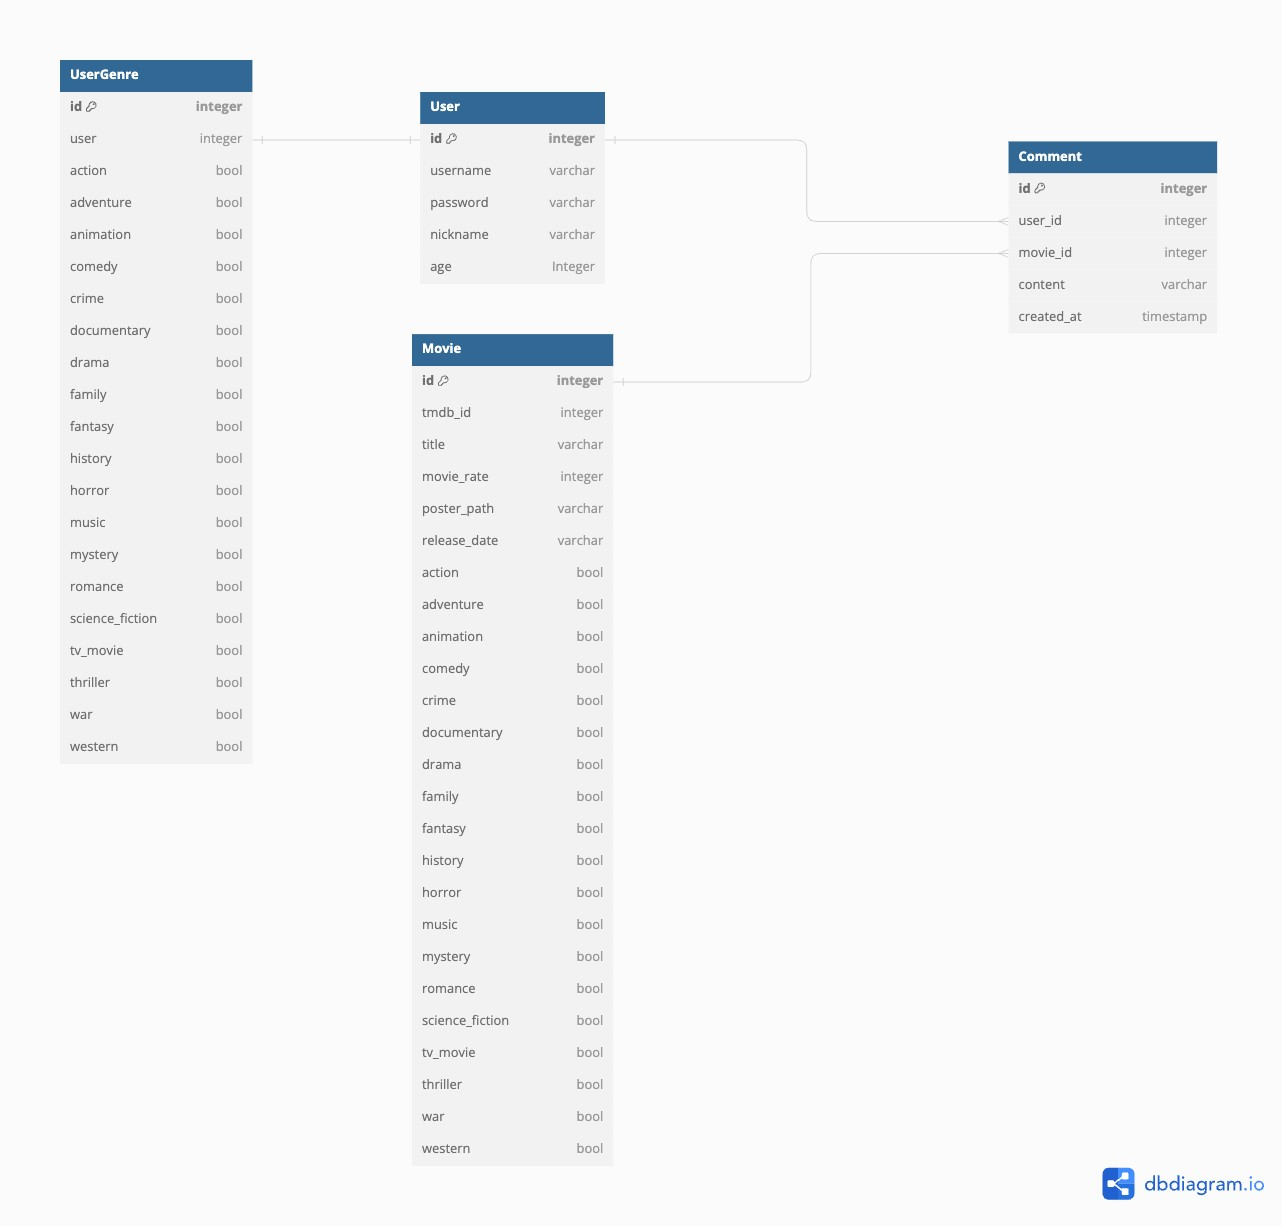 UserGenre
id integer
user integer
action bool
adventure bool
animation bool
comedy bool
crime bool
documentary bool
drama bool
family bool
fantasy bool
history bool
horror bool
music bool
mystery bool
romance bool
science_fiction bool
tv_movie bool
thriller bool
war bool
western bool
User
id integer
username varchar
password varchar
nickname varchar
age Integer
Movie
id integer
tmdb_id integer
title varchar
movie_rate integer
poster_path varchar
release_date varchar
action bool
adventure bool
animation bool
comedy bool
crime bool
documentary bool
drama bool
family bool
fantasy bool
history bool
horror bool
music bool
mystery bool
romance bool
science_fiction bool
tv_movie bool
thriller bool
war bool
western bool
Comment
id integer
user_id integer
movie_id integer
content varchar
created_at timestamp
dbdiagram.io